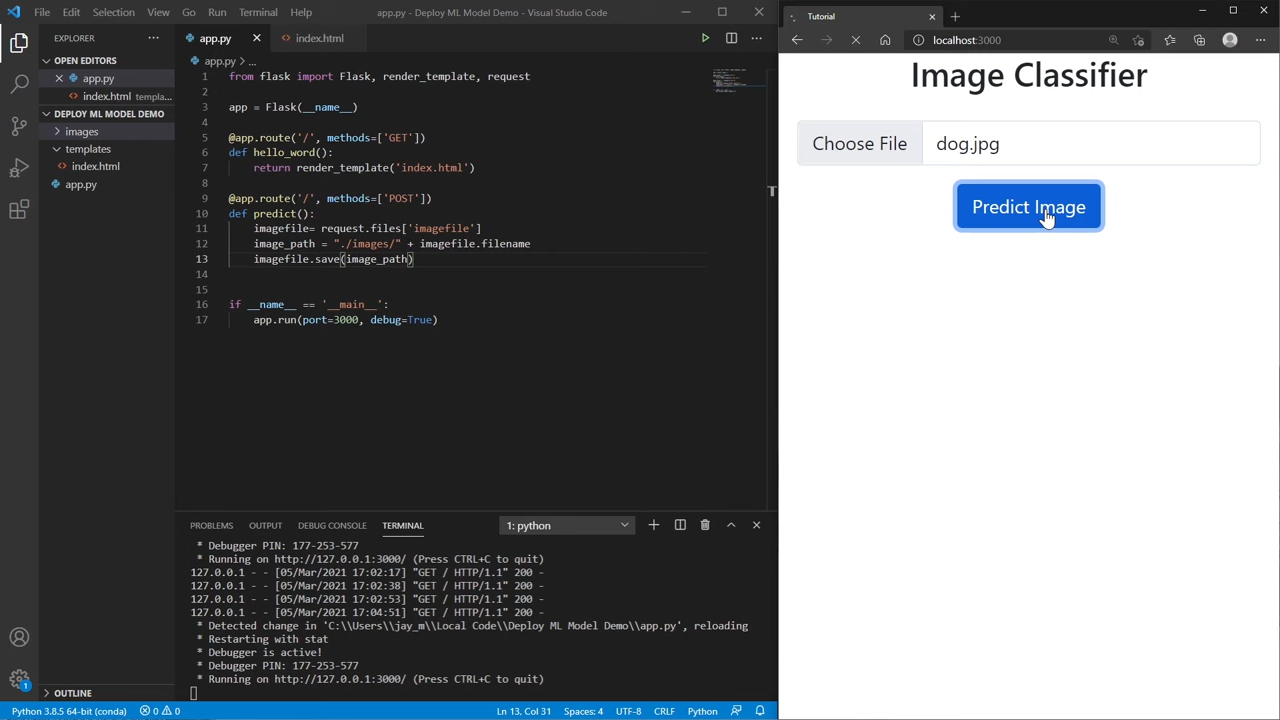 File Edit Selection View Go Run Terminal Help
app.py - Deploy ML Model Demo - Visual Studio Code
EXPLORER
OPEN EDITORS
app.py
index.html templa...
DEPLOY ML MODEL DEMO
images
templates
index.html
app.py
OUTLINE
app.py
index.html
app.py > ...
1 from flask import Flask, render_template, request
2
3 app = Flask(__name__)
4
5 @app.route('/', methods=['GET'])
6 def hello_word():
7 return render_template('index.html')
8
9 @app.route('/', methods=['POST'])
10 def predict():
11 imagefile= request.files['imagefile']
12 image_path = "./images/" + imagefile.filename
13 imagefile.save(image_path)
14
15
16 if __name__ == '__main__':
17 app.run(port=3000, debug=True)
PROBLEMS OUTPUT DEBUG CONSOLE TERMINAL
1: python
* Debugger PIN: 177-253-577
* Running on http://127.0.0.1:3000/ (Press CTRL+C to quit)
127.0.0.1 - - [05/Mar/2021 17:02:17] "GET / HTTP/1.1" 200 -
127.0.0.1 - - [05/Mar/2021 17:02:38] "GET / HTTP/1.1" 200 -
127.0.0.1 - - [05/Mar/2021 17:02:53] "GET / HTTP/1.1" 200 -
127.0.0.1 - - [05/Mar/2021 17:04:51] "GET / HTTP/1.1" 200 -
* Detected change in 'C:\\Users\\jay_m\\Local Code\\Deploy ML Model Demo\\app.py', reloading
* Restarting with stat
* Debugger is active!
* Debugger PIN: 177-253-577
* Running on http://127.0.0.1:3000/ (Press CTRL+C to quit)
1
Python 3.8.5 64-bit (conda) 0 0
Ln 13, Col 31 Spaces: 4 UTF-8 CRLF Python
Tutorial
localhost:3000
Image Classifier
Choose File dog.jpg
Predict Image